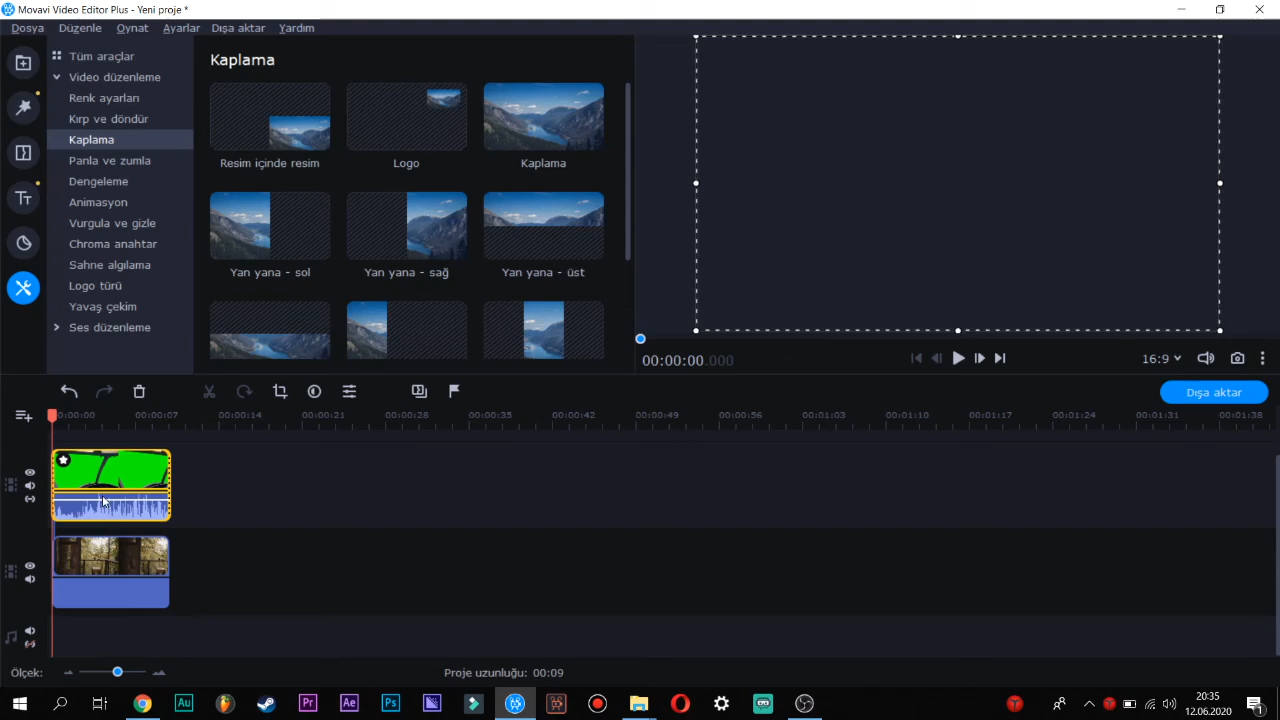 Movavi Video Editor Plus - Yeni proje *
Dosya Düzenle Oynat Ayarlar Dışa aktar Yardım
Tüm araçlar
Video düzenleme
Renk ayarları
Kırp ve döndür
Kaplama
Panla ve zumla
Dengeleme
Animasyon
Vurgula ve gizle
Chroma anahtar
Sahne algılama
Logo türü
Yavaş çekim
Ses düzenleme
Kaplama
Resim içinde resim Logo Kaplama
Yan yana - sol Yan yana - sağ Yan yana - üst
00:00:00.000
16:9
Dışa aktar
00:00:00 00:00:07 00:00:14 00:00:21 00:00:28 00:00:35 00:00:42 00:00:49 00:00:56 00:01:03 00:01:10 00:01:17 00:01:24 00:01:31 00:01:38
Ölçek: Proje uzunluğu: 00:09
Au Pr Ae Ps
20:35
12.06.2020
1